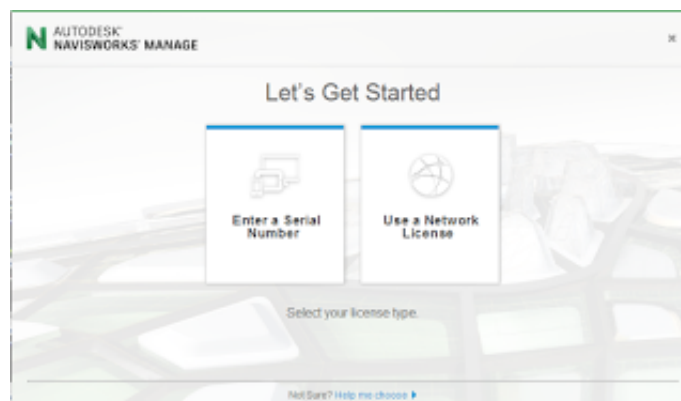 AUTODESK®
NAVISWORKS® MANAGE
Let's Get Started
Enter a Serial
Number
Use a Network
License
Select your license type.
Not Sure? Help me choose